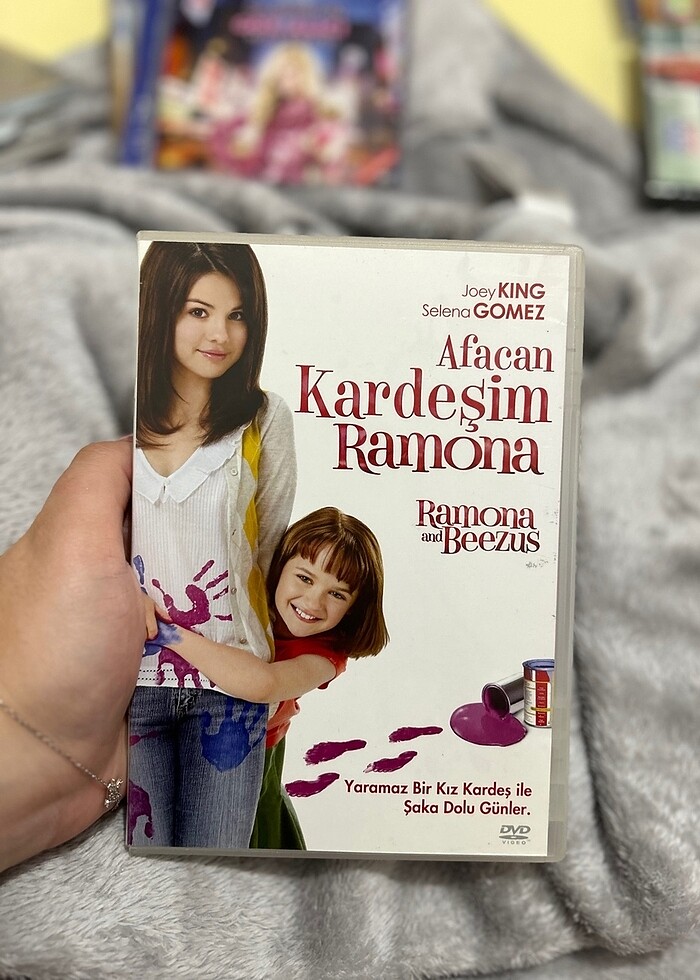 Joey KING
Selena GOMEZ
Afacan
Kardeşim
Ramona
Ramona
and Beezus
Yaramaz Bir Kız Kardeş ile
Şaka Dolu Günler.
DVD
VIDEO